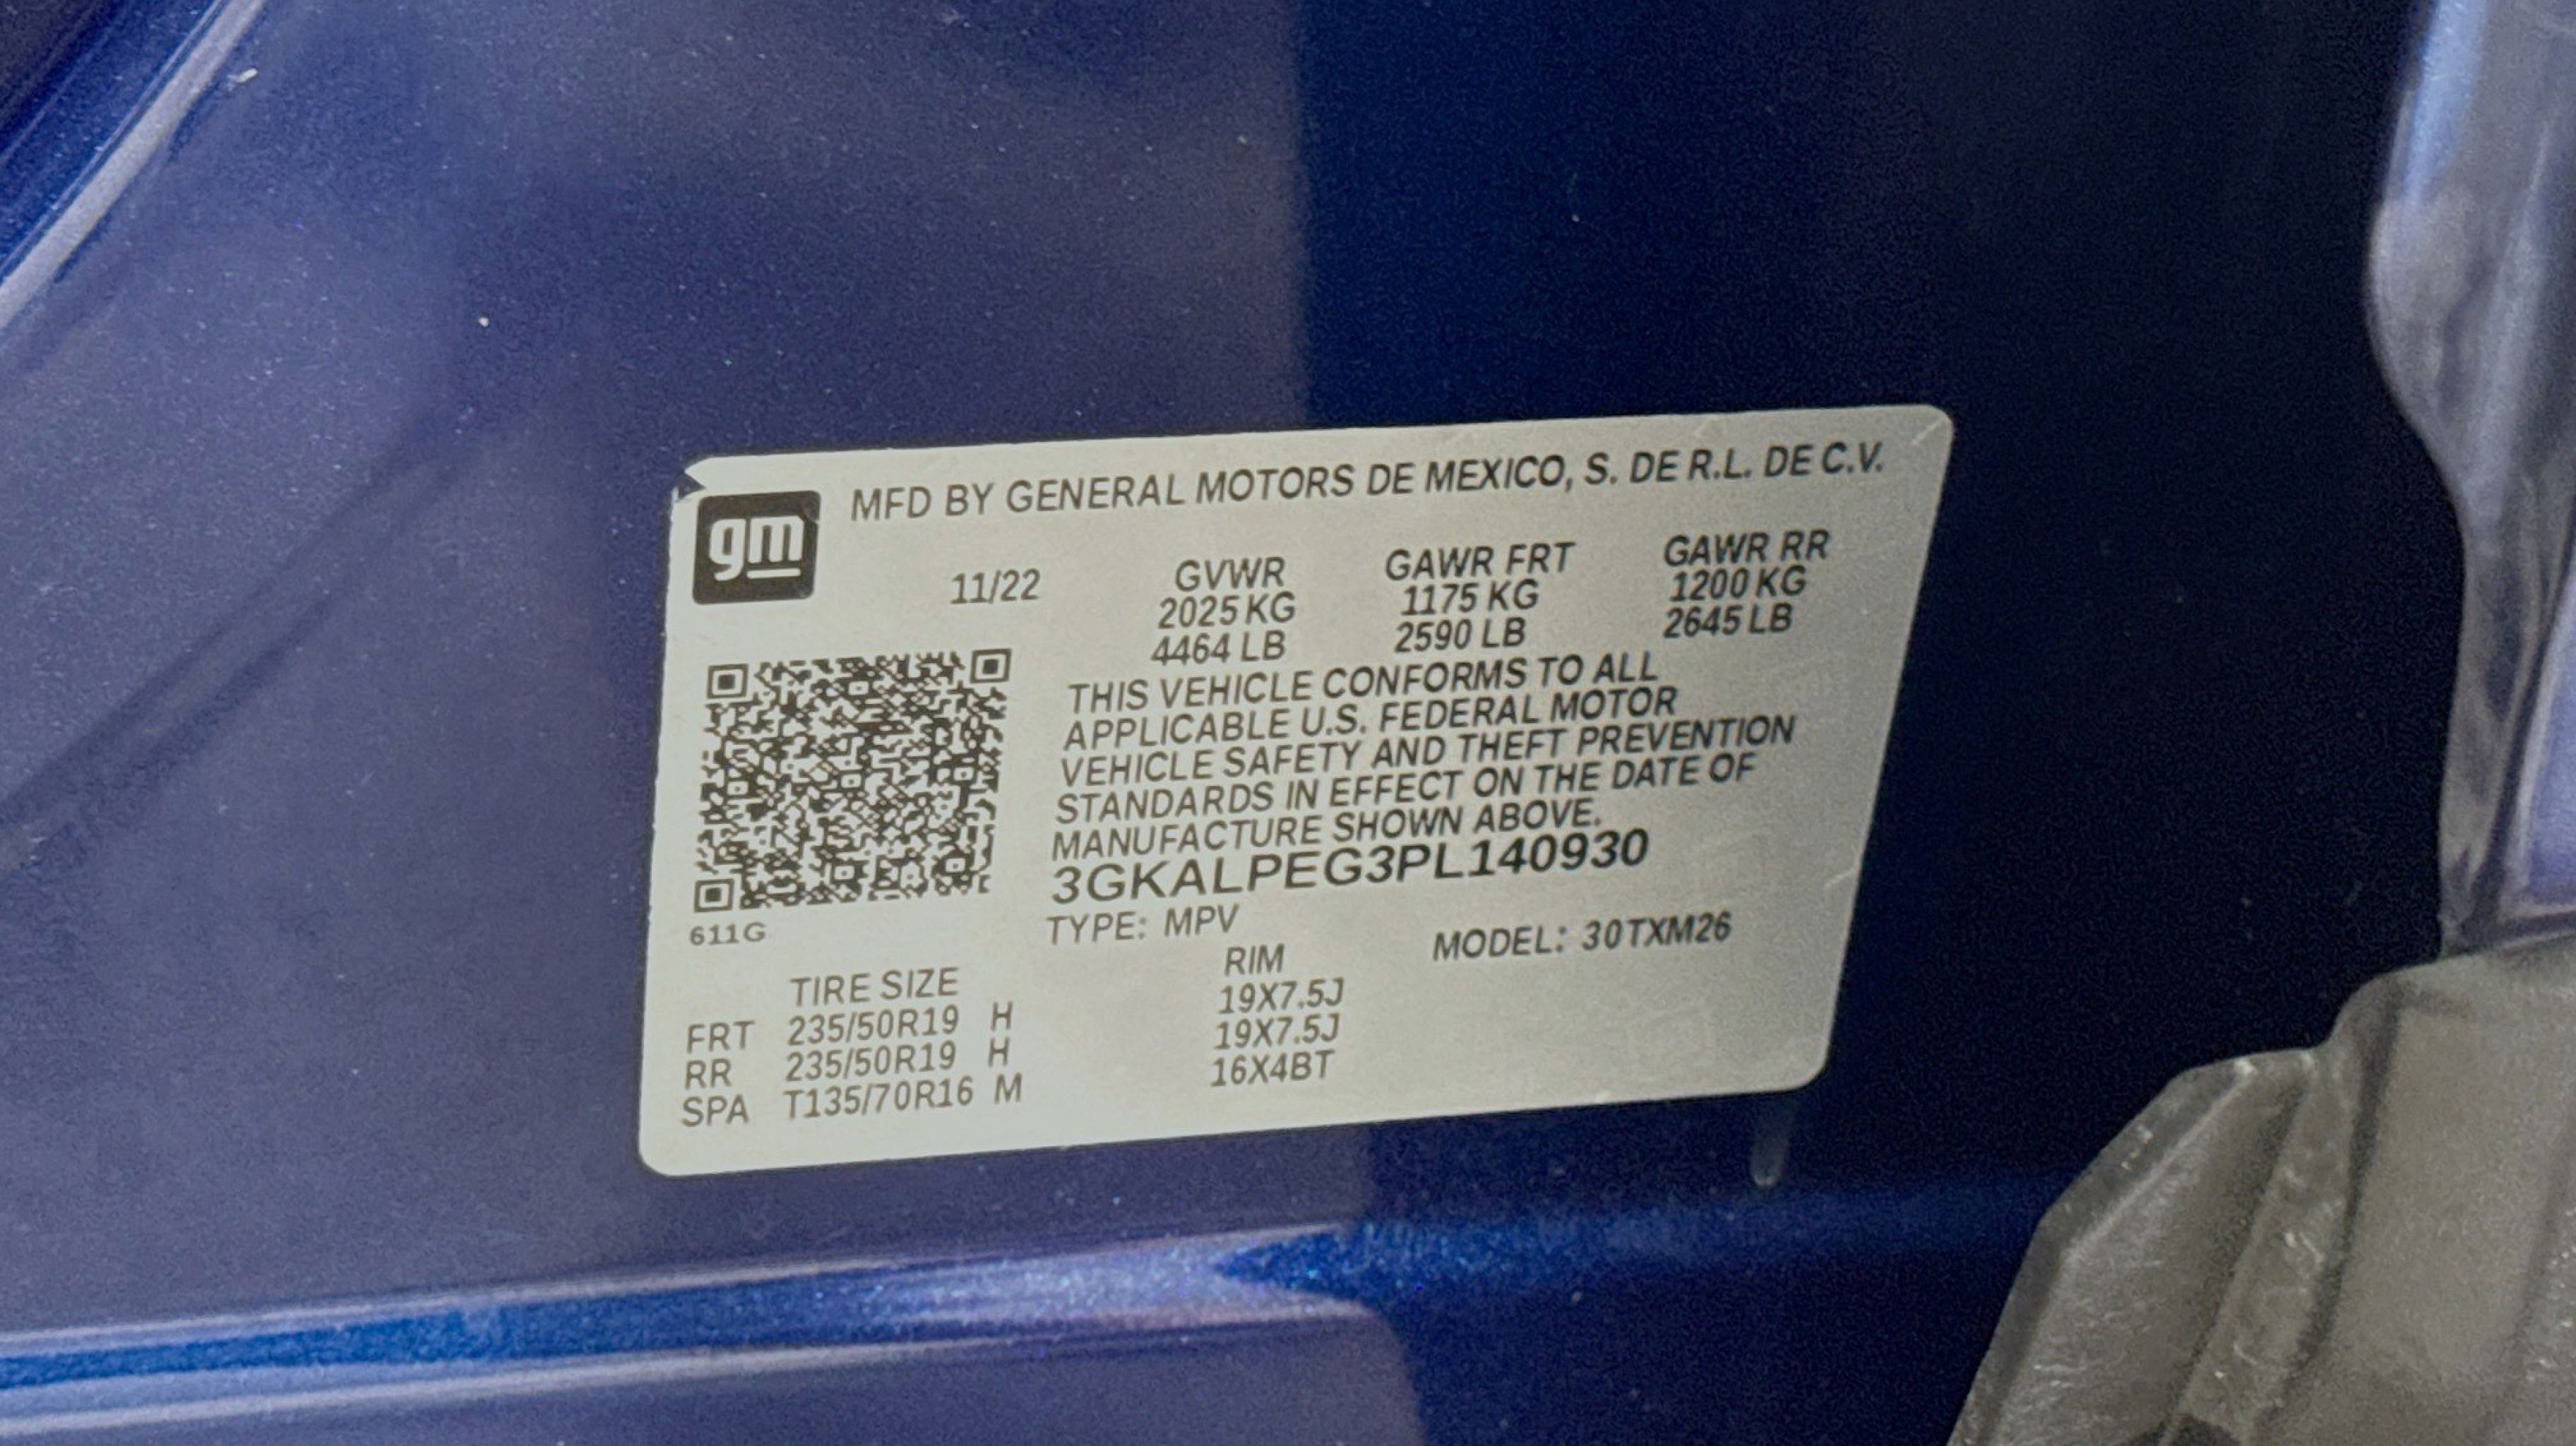 gm
MFD BY GENERAL MOTORS DE MEXICO, S. DE R.L. DE C.V.
11/22 GVWR GAWR FRT GAWR RR
2025 KG 1175 KG 1200 KG
4464 LB 2590 LB 2645 LB
THIS VEHICLE CONFORMS TO ALL
APPLICABLE U.S. FEDERAL MOTOR
VEHICLE SAFETY AND THEFT PREVENTION
STANDARDS IN EFFECT ON THE DATE OF
MANUFACTURE SHOWN ABOVE.
3GKALPEG3PL140930
611G
TYPE: MPV MODEL: 30TXM26
TIRE SIZE RIM
FRT 235/50R19 H 19X7.5J
RR 235/50R19 H 19X7.5J
SPA T135/70R16 M 16X4BT